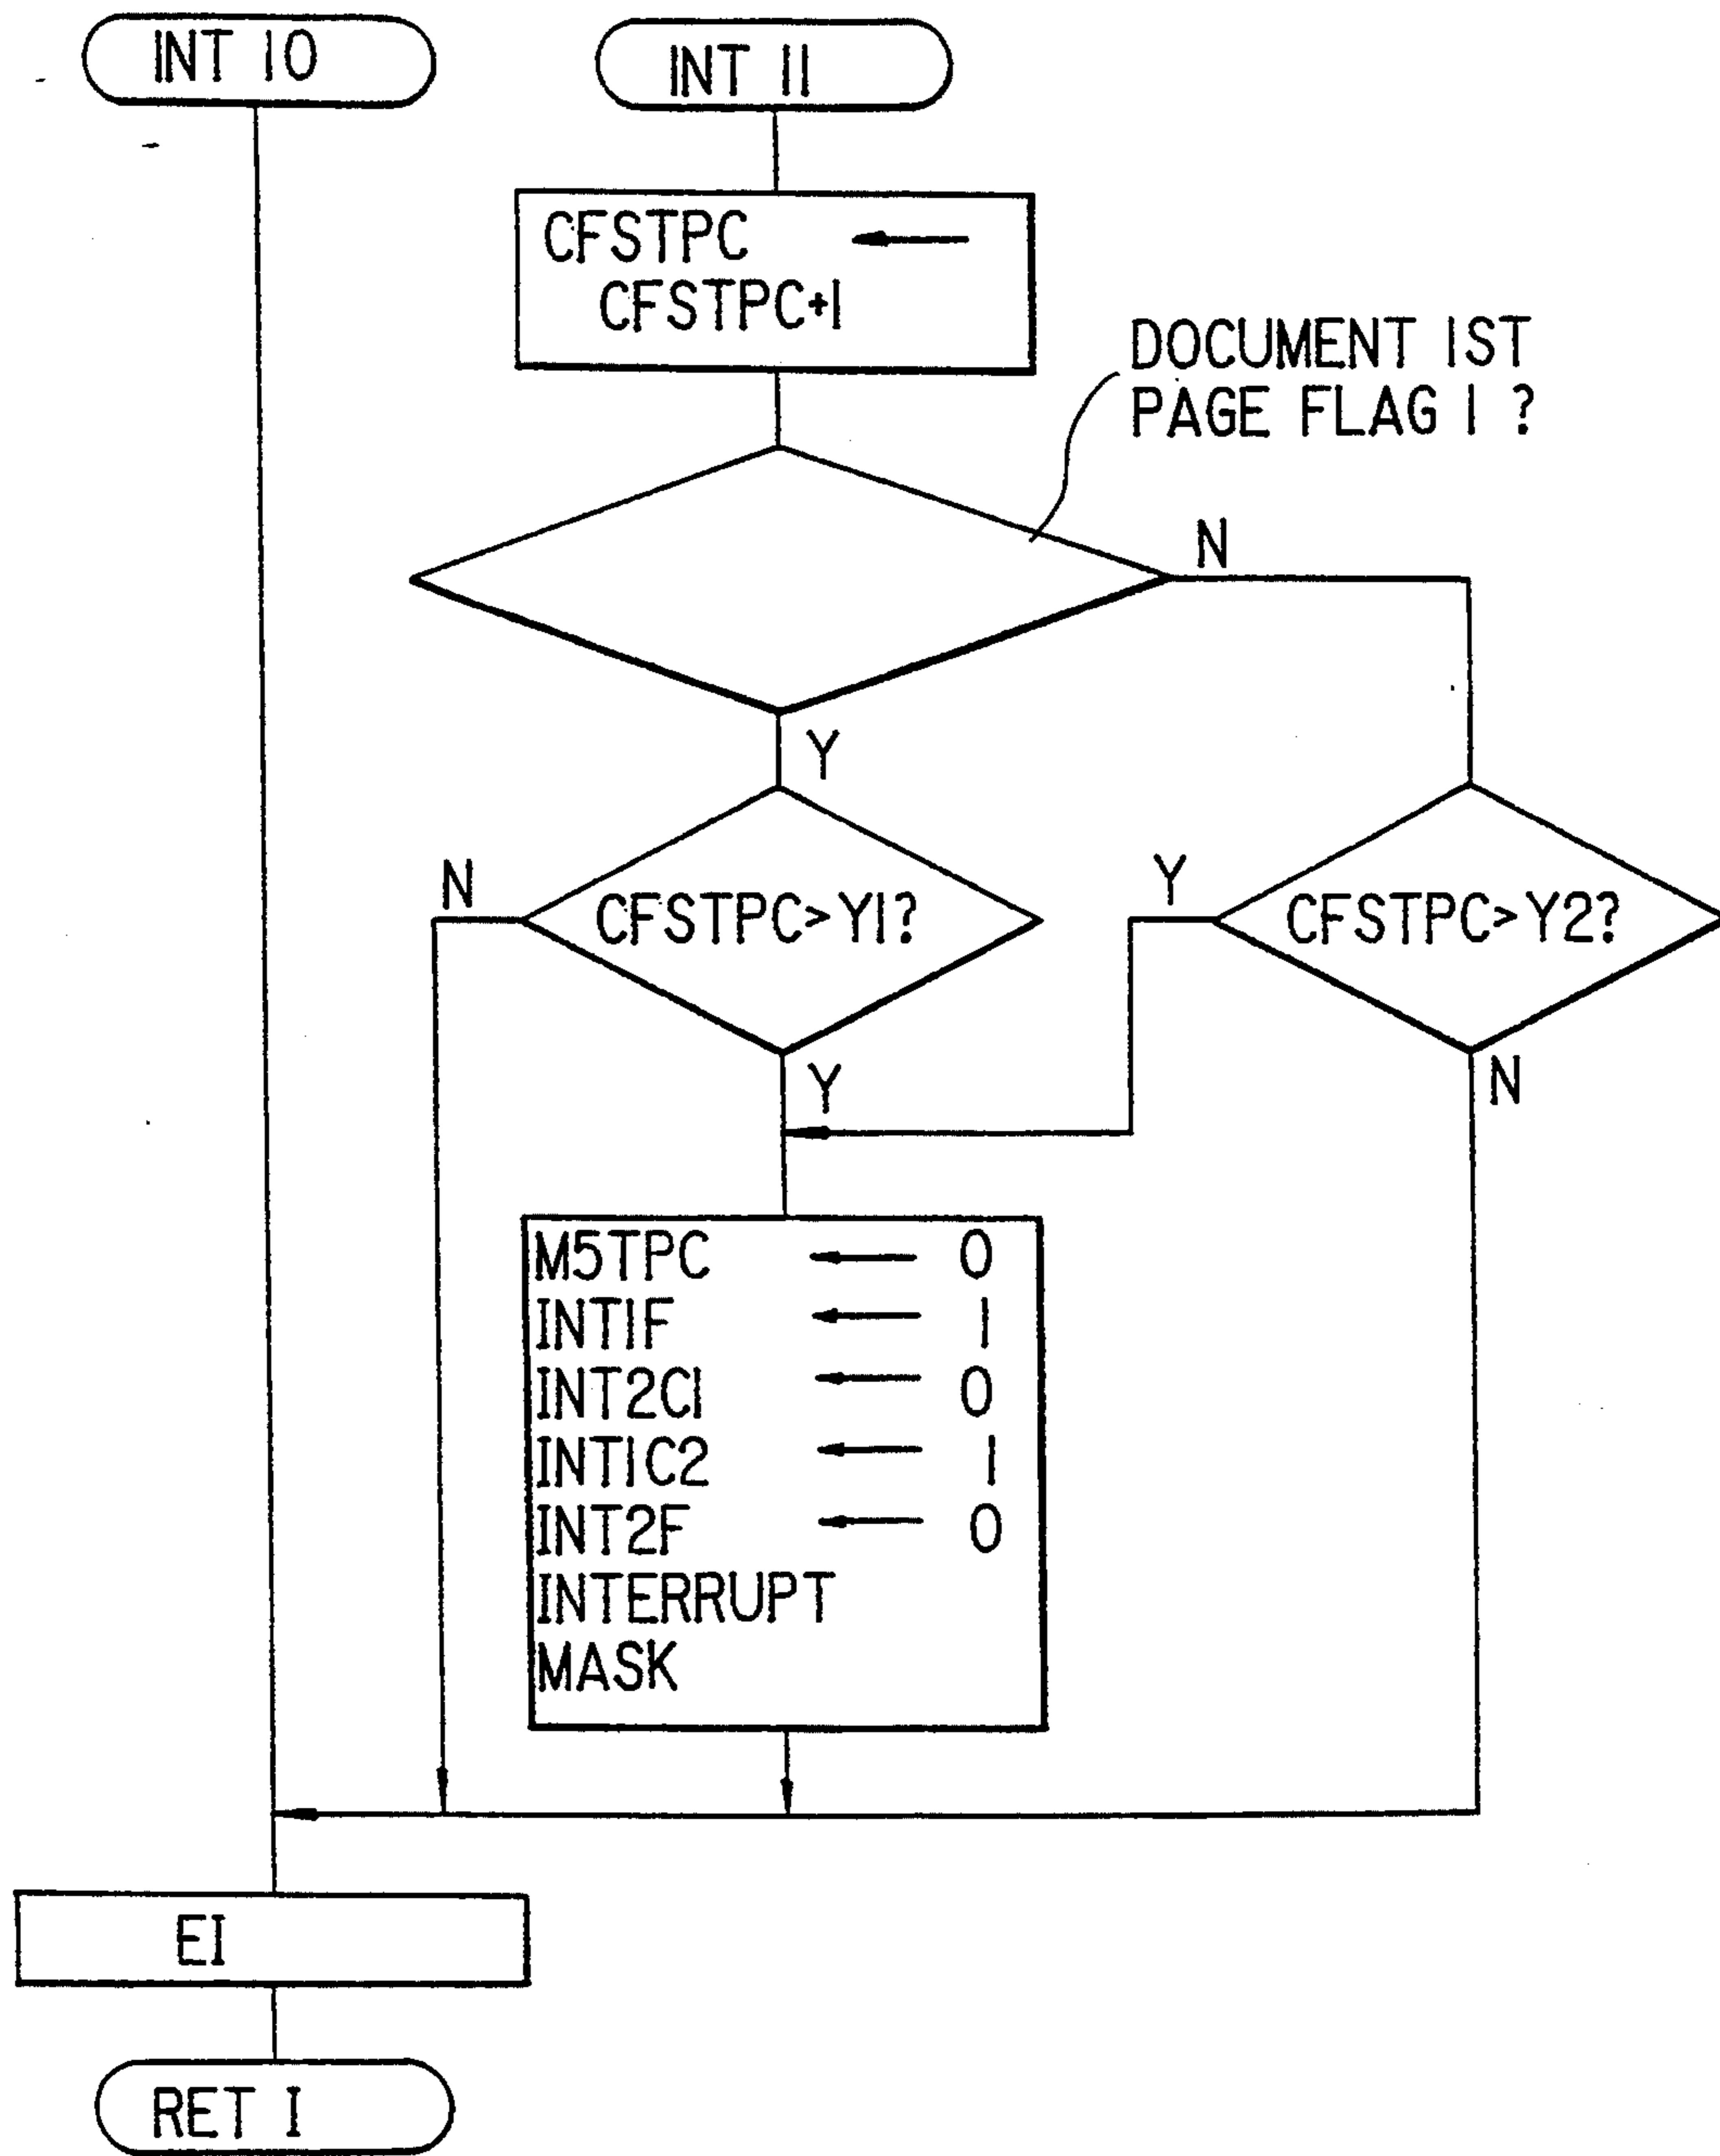 INT 10
INT 11
CFSTPC ←
CFSTPC+1
DOCUMENT 1ST
PAGE FLAG 1 ?
N
Y
N
CFSTPC>Y1?
Y
CFSTPC>Y2?
Y
N
M5TPC ← 0
INT1F ← 1
INT2C1 ← 0
INT1C2 ← 1
INT2F ← 0
INTERRUPT
MASK
EI
RET I